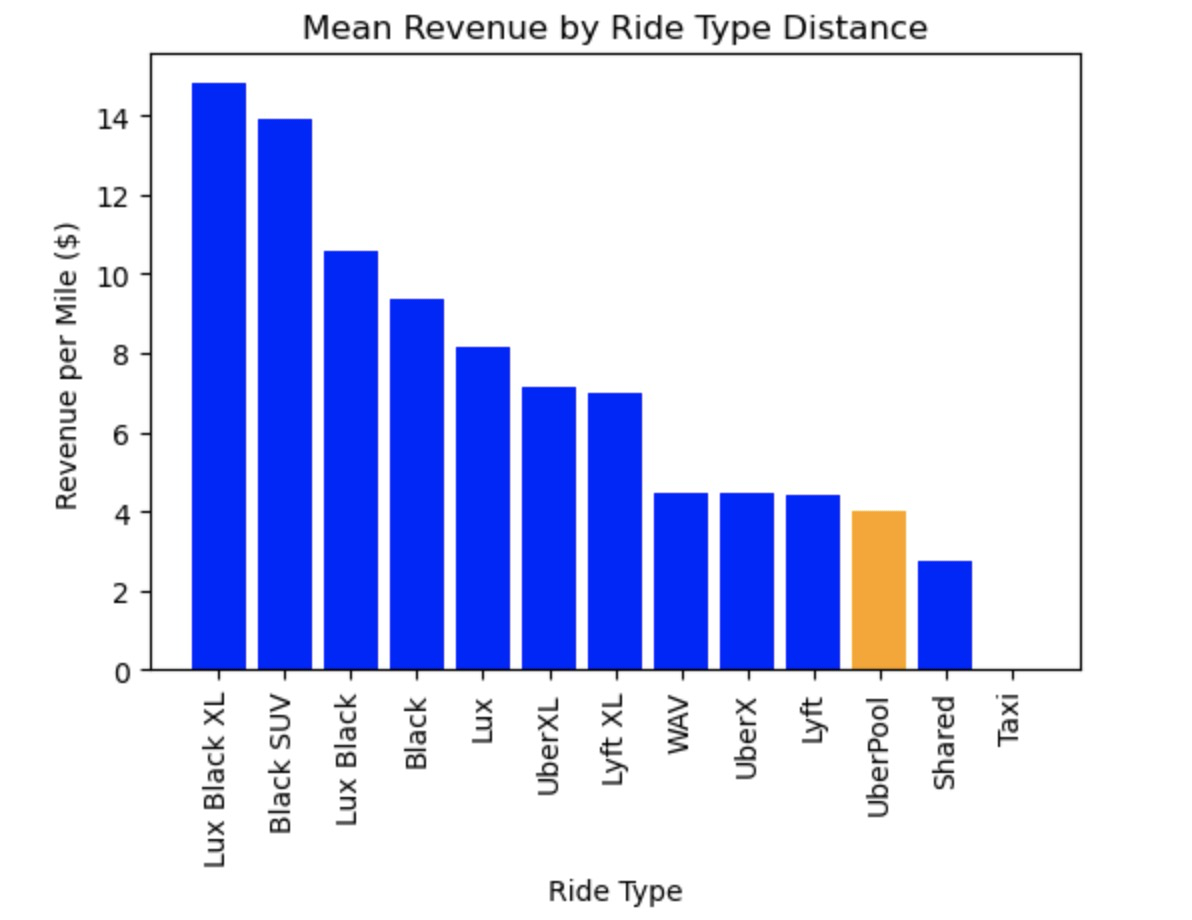 Mean Revenue by Ride Type Distance
Revenue per Mile ($)
14
12
10
8
6
4
2
0
Lux Black XL
Black SUV
Lux Black
Black
Lux
UberXL
Lyft XL
WAV
UberX
Lyft
UberPool
Shared
Taxi
Ride Type